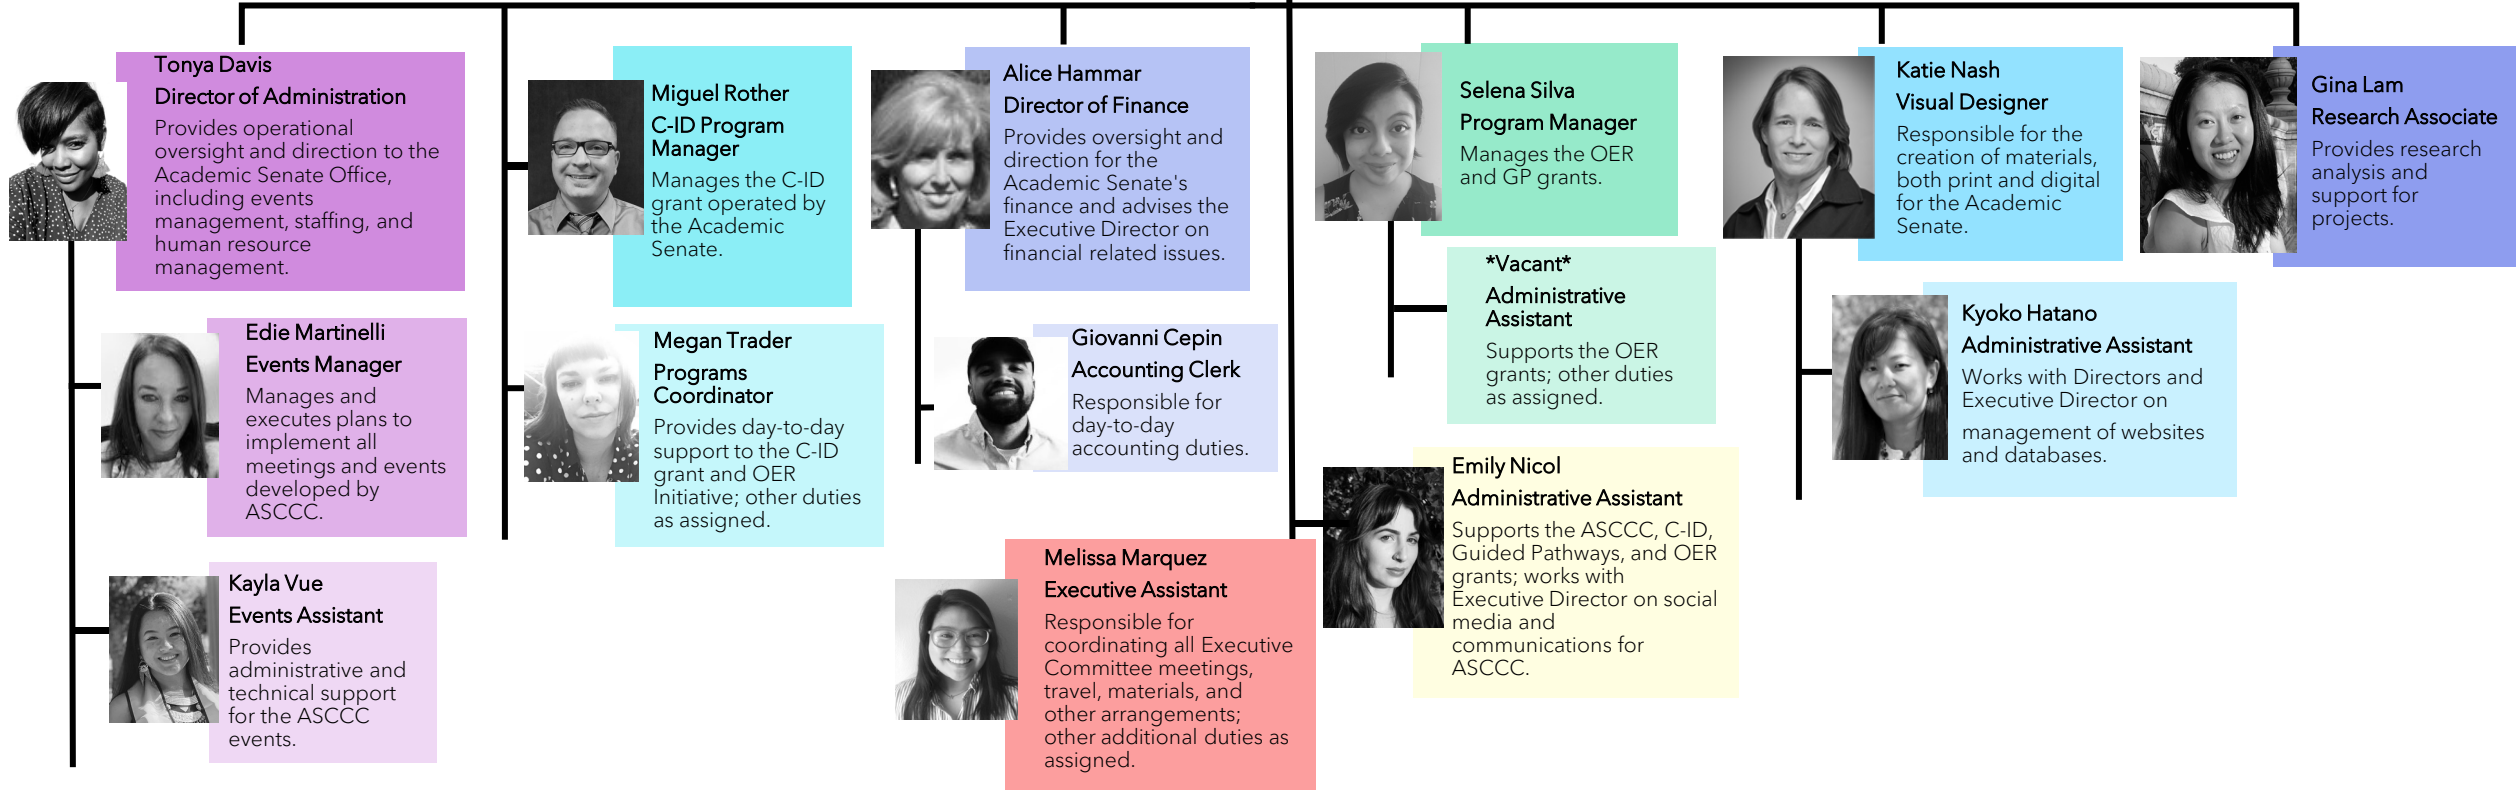 Tonya Davis
Director of Administration
Provides operational
oversight and direction to the
Academic Senate Office,
including events
management, staffing, and
human resource
management.
Edie Martinelli
Events Manager
Manages and
executes plans to
implement all
meetings and events
developed by
ASCCC.
Kayla Vue
Events Assistant
Provides
administrative and
technical support
for the ASCCC
events.
Miguel Rother
C-ID Program
Manager
Manages the C-ID
grant operated by
the Academic
Senate.
Megan Trader
Programs
Coordinator
Provides day-to-day
support to the C-ID
grant and OER
Initiative; other duties
as assigned.
Alice Hammar
Director of Finance
Provides oversight and
direction for the
Academic Senate's
finance and advises the
Executive Director on
financial related issues.
Giovanni Cepin
Accounting Clerk
Responsible for
day-to-day
accounting duties.
Melissa Marquez
Executive Assistant
Responsible for
coordinating all Executive
Committee meetings,
travel, materials, and
other arrangements;
other additional duties as
assigned.
Selena Silva
Program Manager
Manages the OER
and GP grants.
*Vacant*
Administrative
Assistant
Supports the OER
grants; other duties
as assigned.
Emily Nicol
Administrative Assistant
Supports the ASCCC, C-ID,
Guided Pathways, and OER
grants; works with
Executive Director on social
media and
communications for
ASCCC.
Katie Nash
Visual Designer
Responsible for the
creation of materials,
both print and digital
for the Academic
Senate.
Kyoko Hatano
Administrative Assistant
Works with Directors and
Executive Director on
management of websites
and databases.
Gina Lam
Research Associate
Provides research
analysis and
support for
projects.